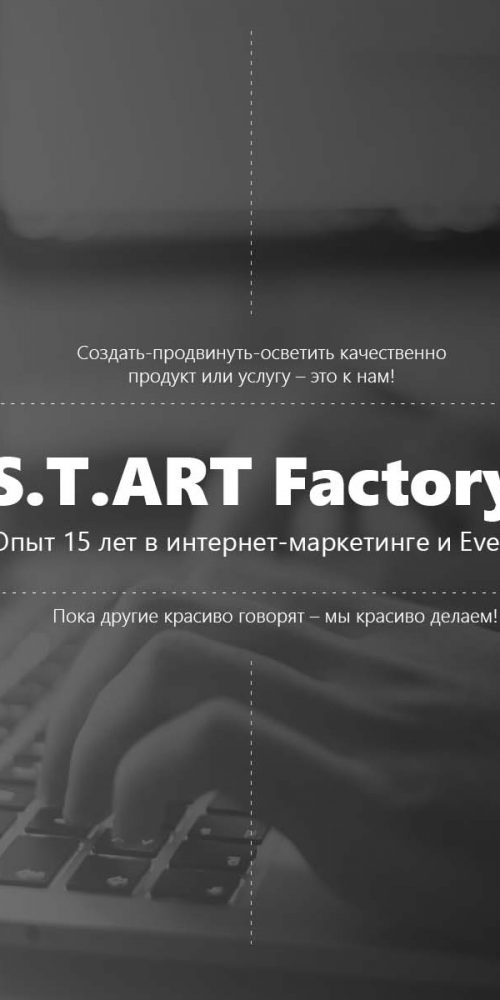 Создать-продвинуть-осветить качественно
продукт или услугу – это к нам!
S.T.ART Factory
Опыт 15 лет в интернет-маркетинге и Eve
Пока другие красиво говорят – мы красиво делаем!